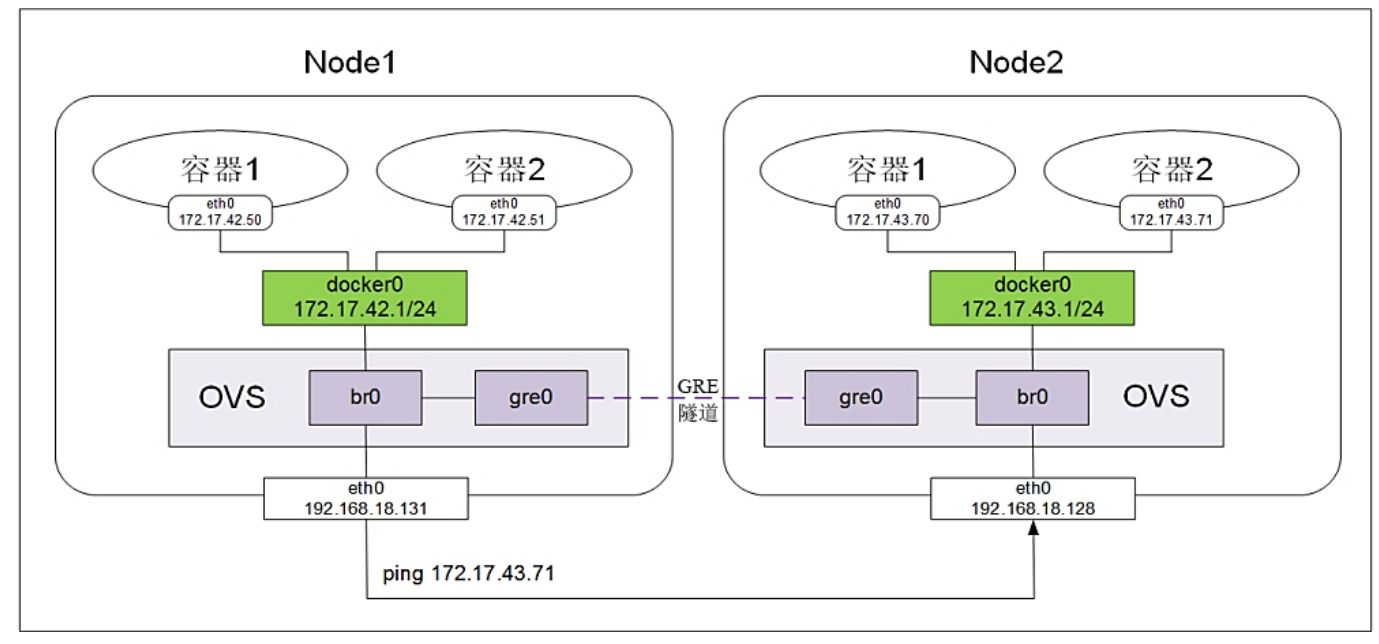 Node1
Node2
容器1
eth0
172.17.42.50
容器2
eth0
172.17.42.51
容器1
eth0
172.17.43.70
容器2
eth0
172.17.43.71
docker0
172.17.42.1/24
docker0
172.17.43.1/24
OVS
br0
gre0
GRE
隧道
gre0
br0
OVS
eth0
192.168.18.131
eth0
192.168.18.128
ping 172.17.43.71